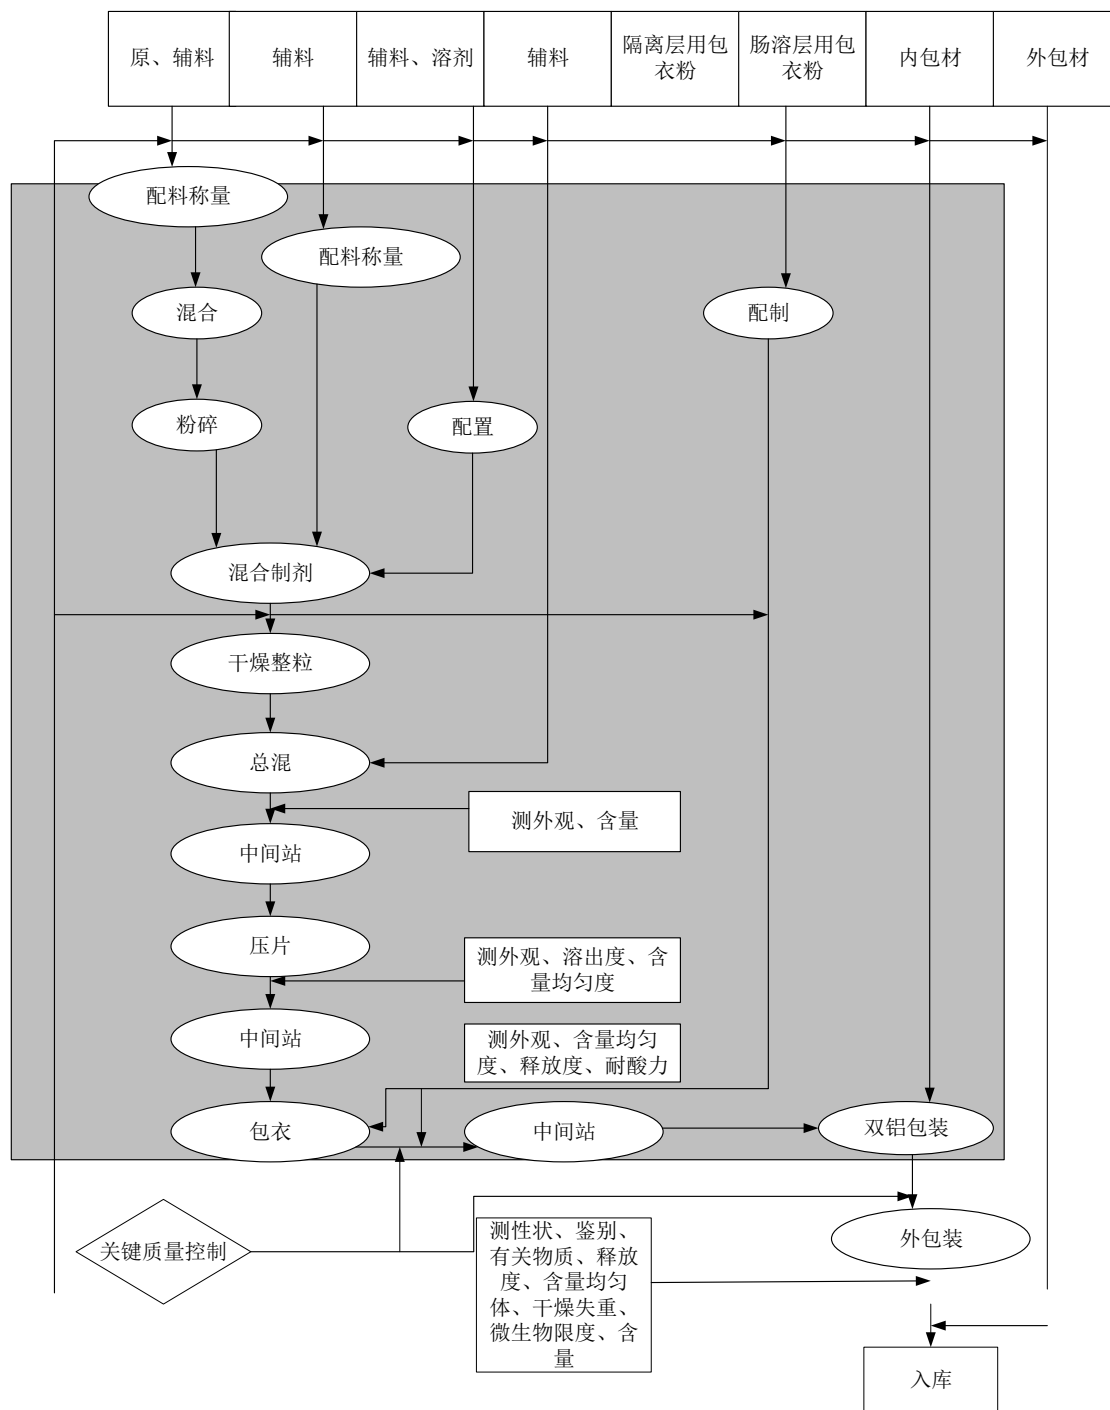 原、辅料
辅料
辅料、溶剂
辅料
隔离层用包
衣粉
肠溶层用包
衣粉
内包材
外包材
配料称量
配料称量
混合
配制
粉碎
配置
混合制剂
干燥整粒
总混
测外观、含量
中间站
压片
测外观、溶出度、含
量均匀度
中间站
测外观、含量均匀
度、释放度、耐酸力
包衣
中间站
双铝包装
关键质量控制
测性状、鉴别、
有关物质、释放
度、含量均匀
体、干燥失重、
微生物限度、含
量
外包装
入库